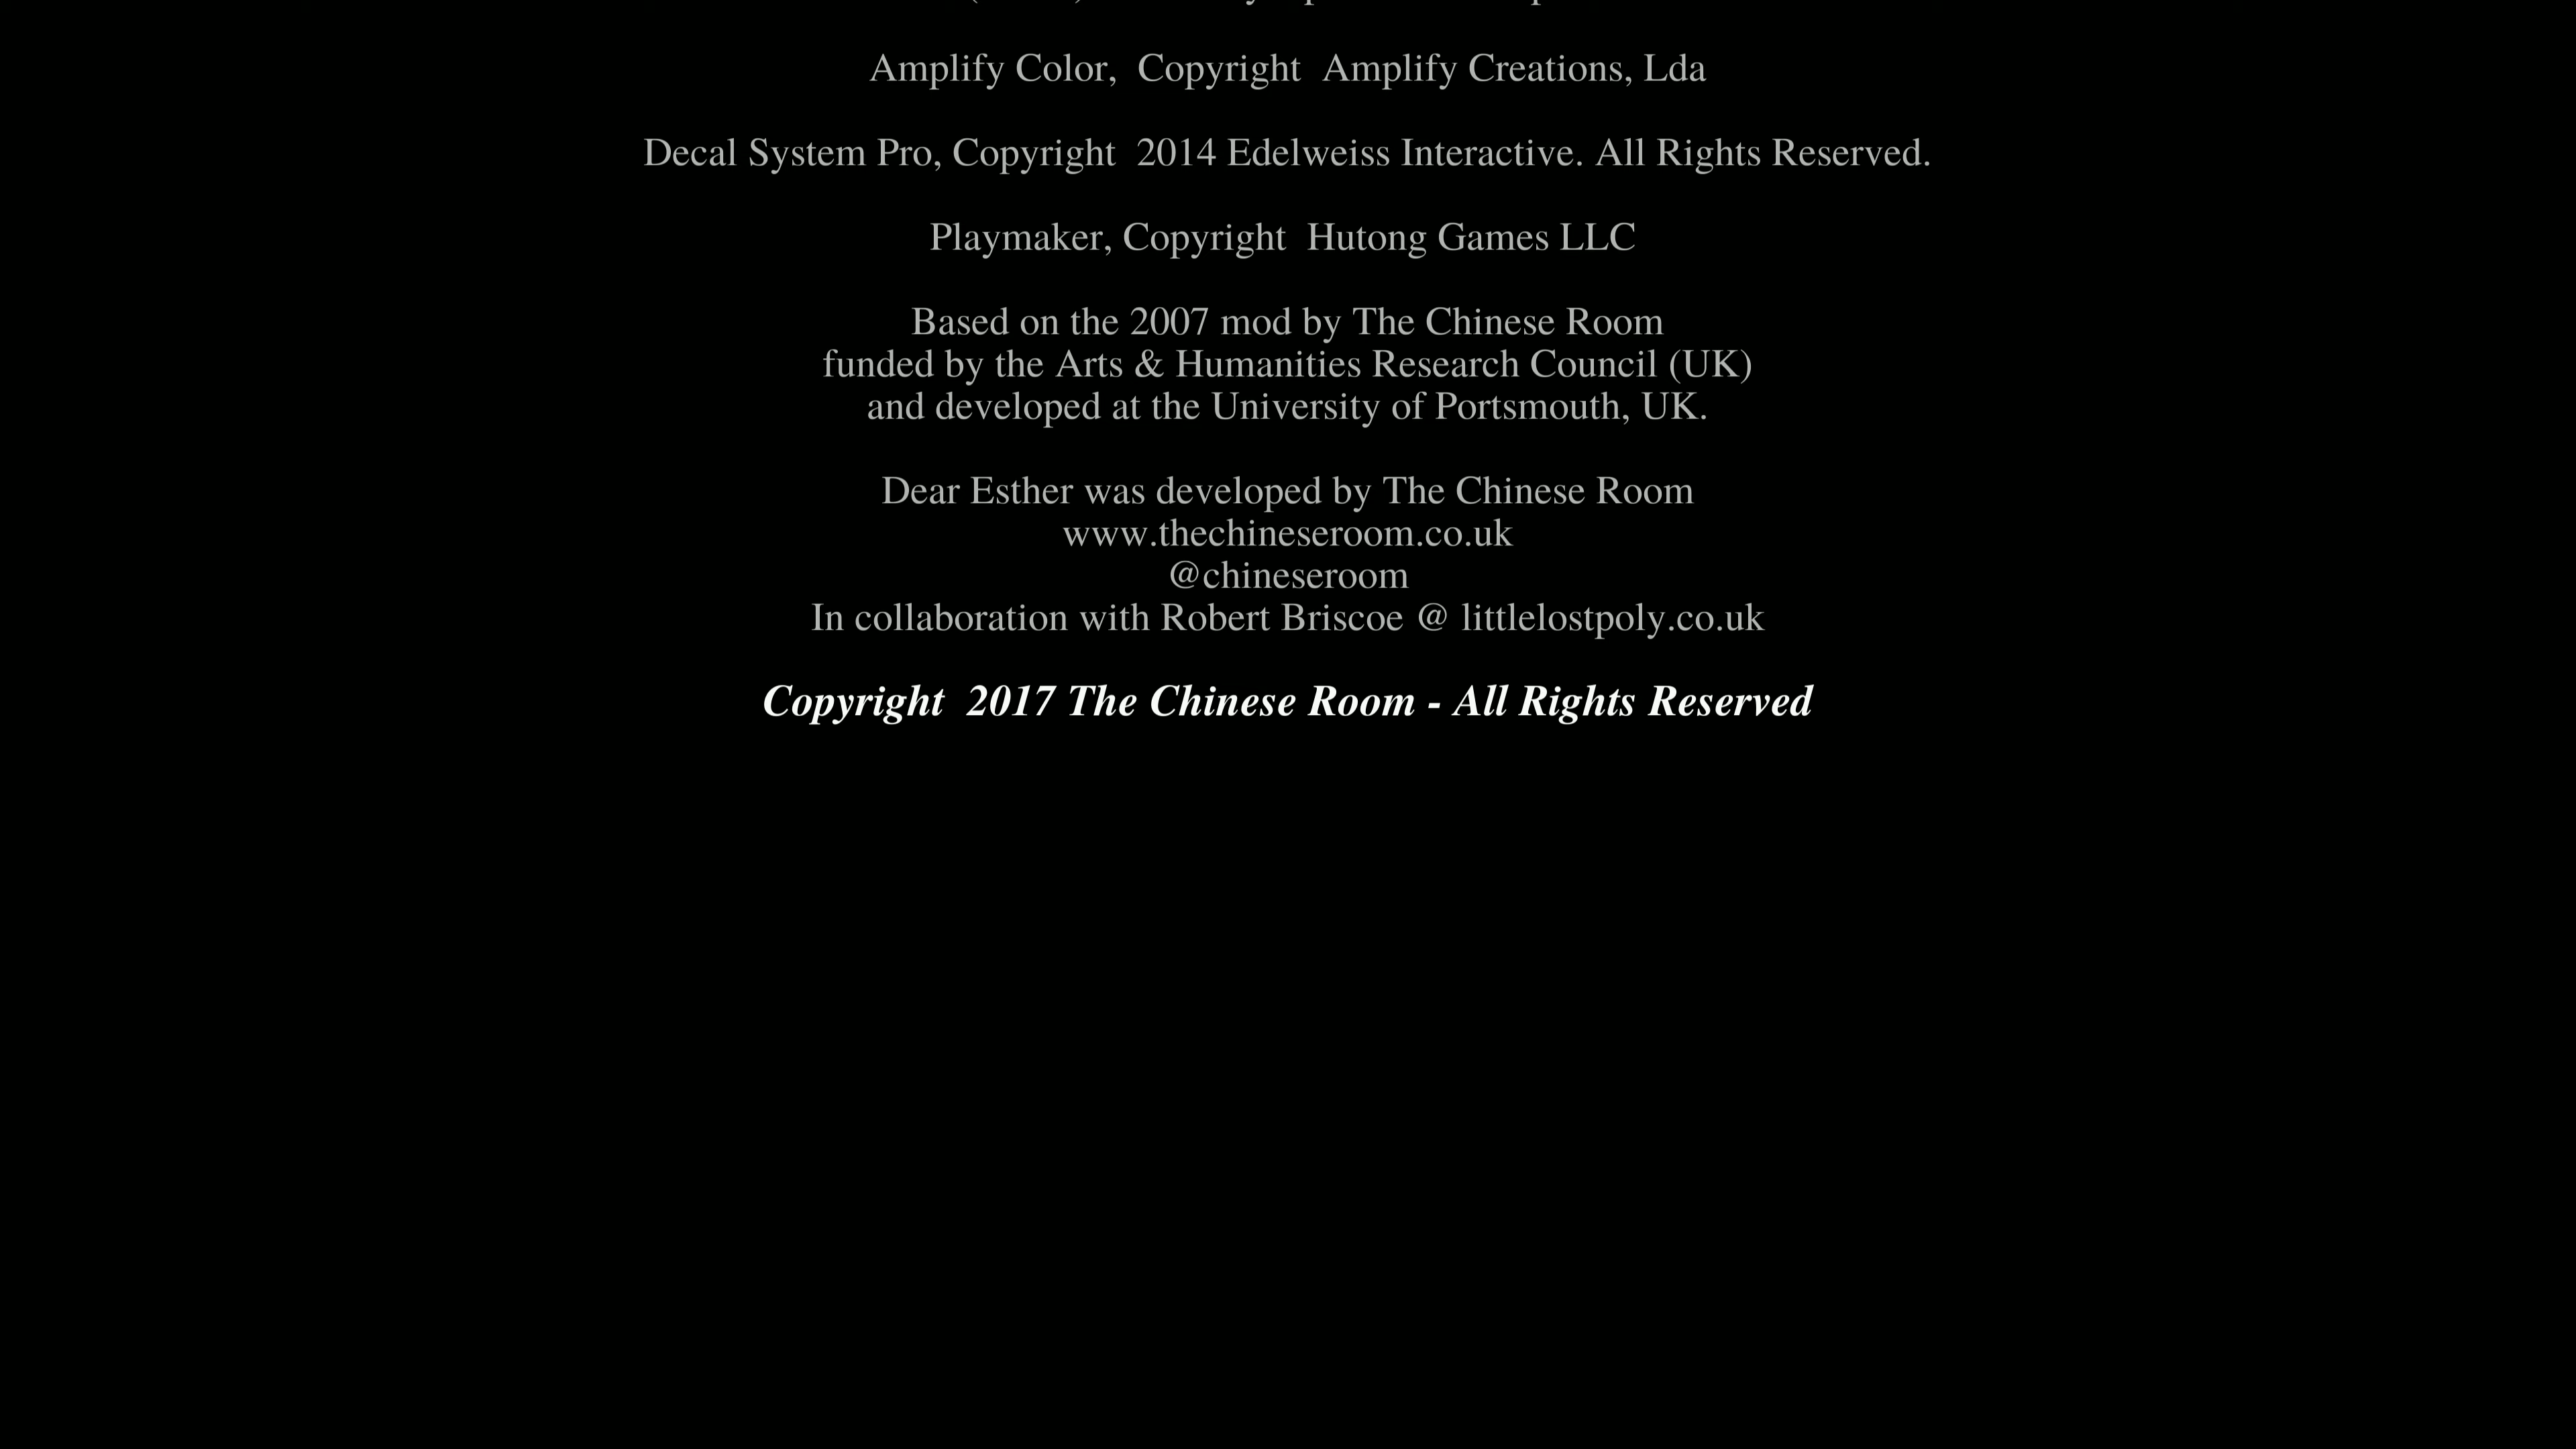 Amplify Color,  Copyright  Amplify Creations, Lda
Decal System Pro, Copyright  2014 Edelweiss Interactive. All Rights Reserved.
Playmaker, Copyright  Hutong Games LLC
Based on the 2007 mod by The Chinese Room
funded by the Arts & Humanities Research Council (UK)
and developed at the University of Portsmouth, UK.
Dear Esther was developed by The Chinese Room
www.thechineseroom.co.uk
@chineseroom
In collaboration with Robert Briscoe @ littlelostpoly.co.uk
Copyright  2017 The Chinese Room - All Rights Reserved